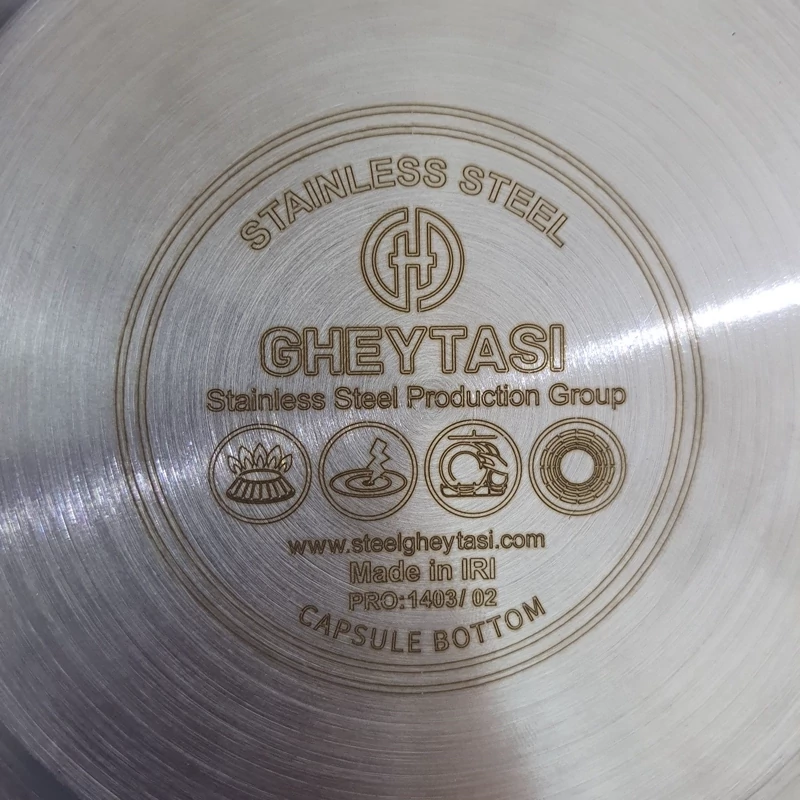 STAINLESS STEEL
GHEYTASI
Stainless Steel Production Group
www.steelgheytasi.com
Made in IRI
PRO:1403/02
CAPSULE BOTTOM